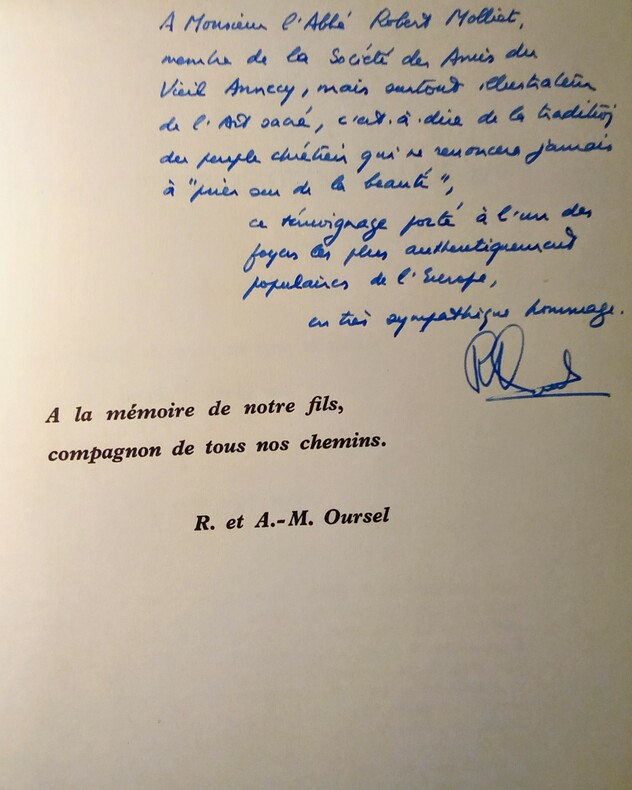 A Monsieur l'Abbé Robert Molliet,
membre de la Société des Amis du
Vieil Annecy, mais surtout illustrateur
de l'Art sacré, c'est-à-dire de la tradition
du peuple chrétien qui ne renoncera jamais
à "prier sur de la beauté",
ce témoignage porté à l'un des
foyers les plus authentiquement
populaires de l'Europe,
en très sympathique hommage.
A la mémoire de notre fils,
compagnon de tous nos chemins.
R. et A.-M. Oursel